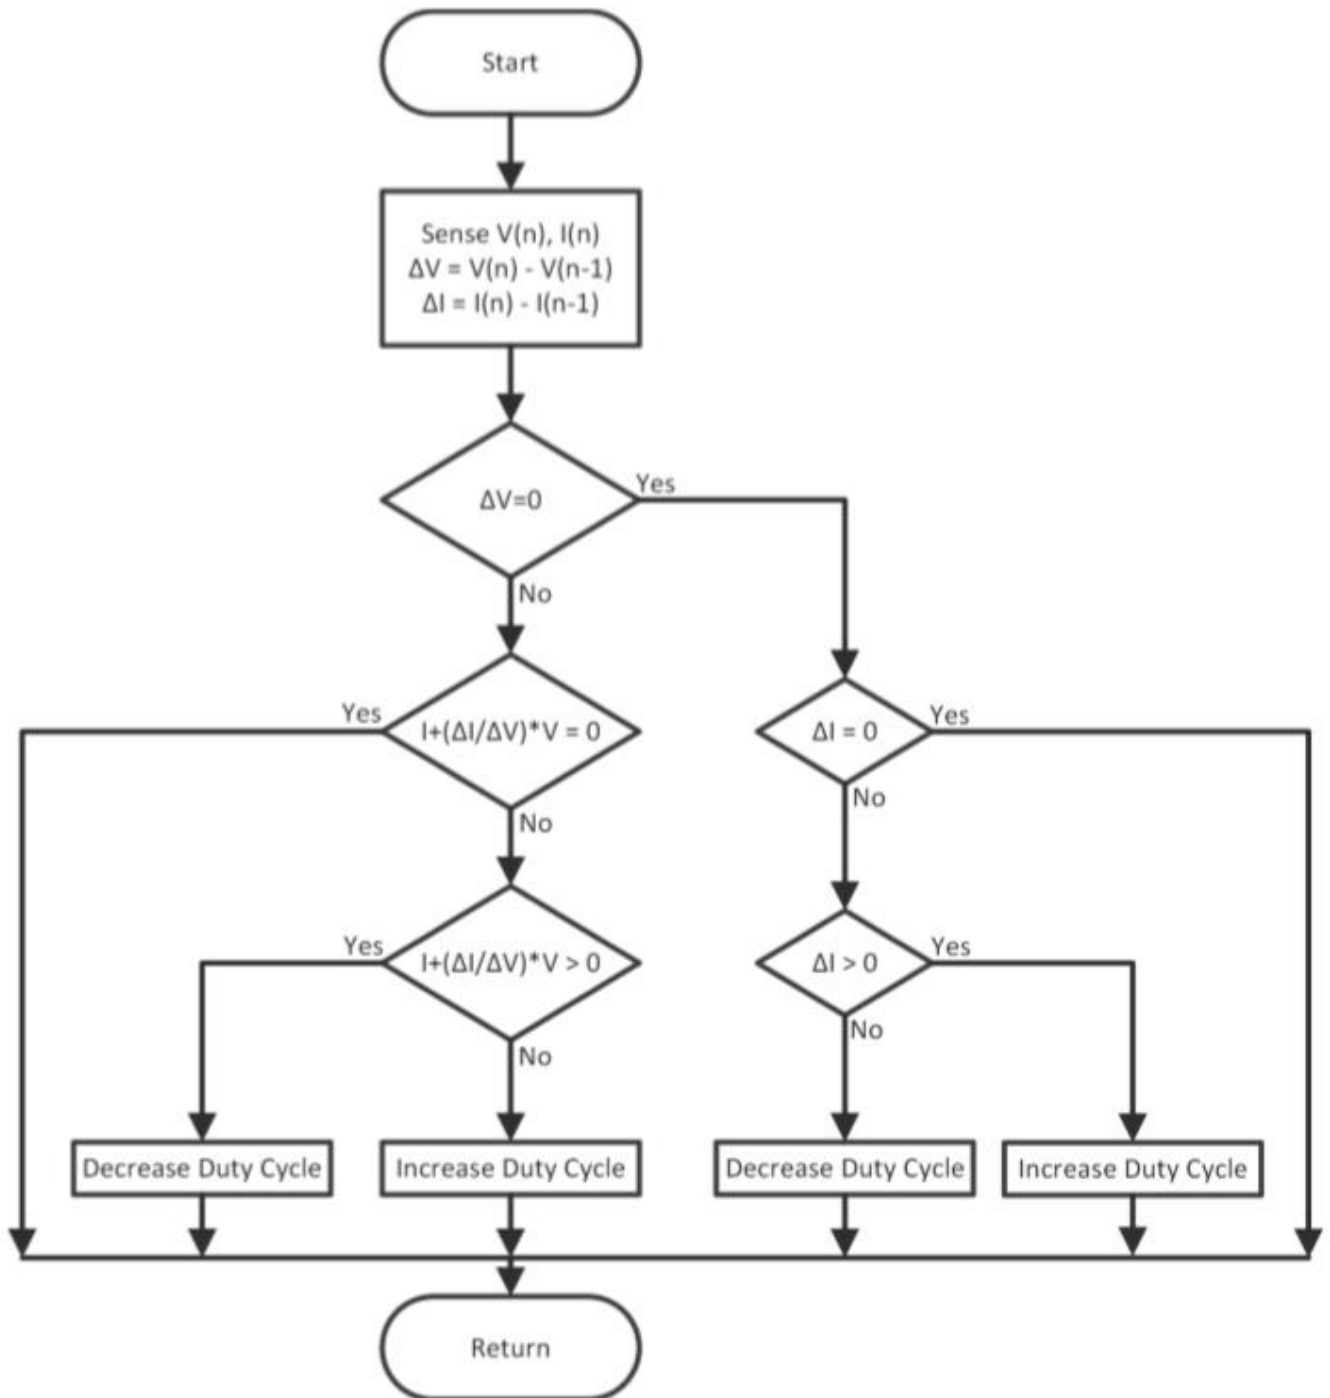 Start
Sense V(n), I(n)
ΔV = V(n) - V(n-1)
ΔI = I(n) - I(n-1)
ΔV=0
Yes
No
Yes
I+(ΔI/ΔV)*V = 0
No
ΔI = 0
Yes
No
Yes
I+(ΔI/ΔV)*V > 0
No
ΔI > 0
Yes
No
Decrease Duty Cycle
Increase Duty Cycle
Decrease Duty Cycle
Increase Duty Cycle
Return